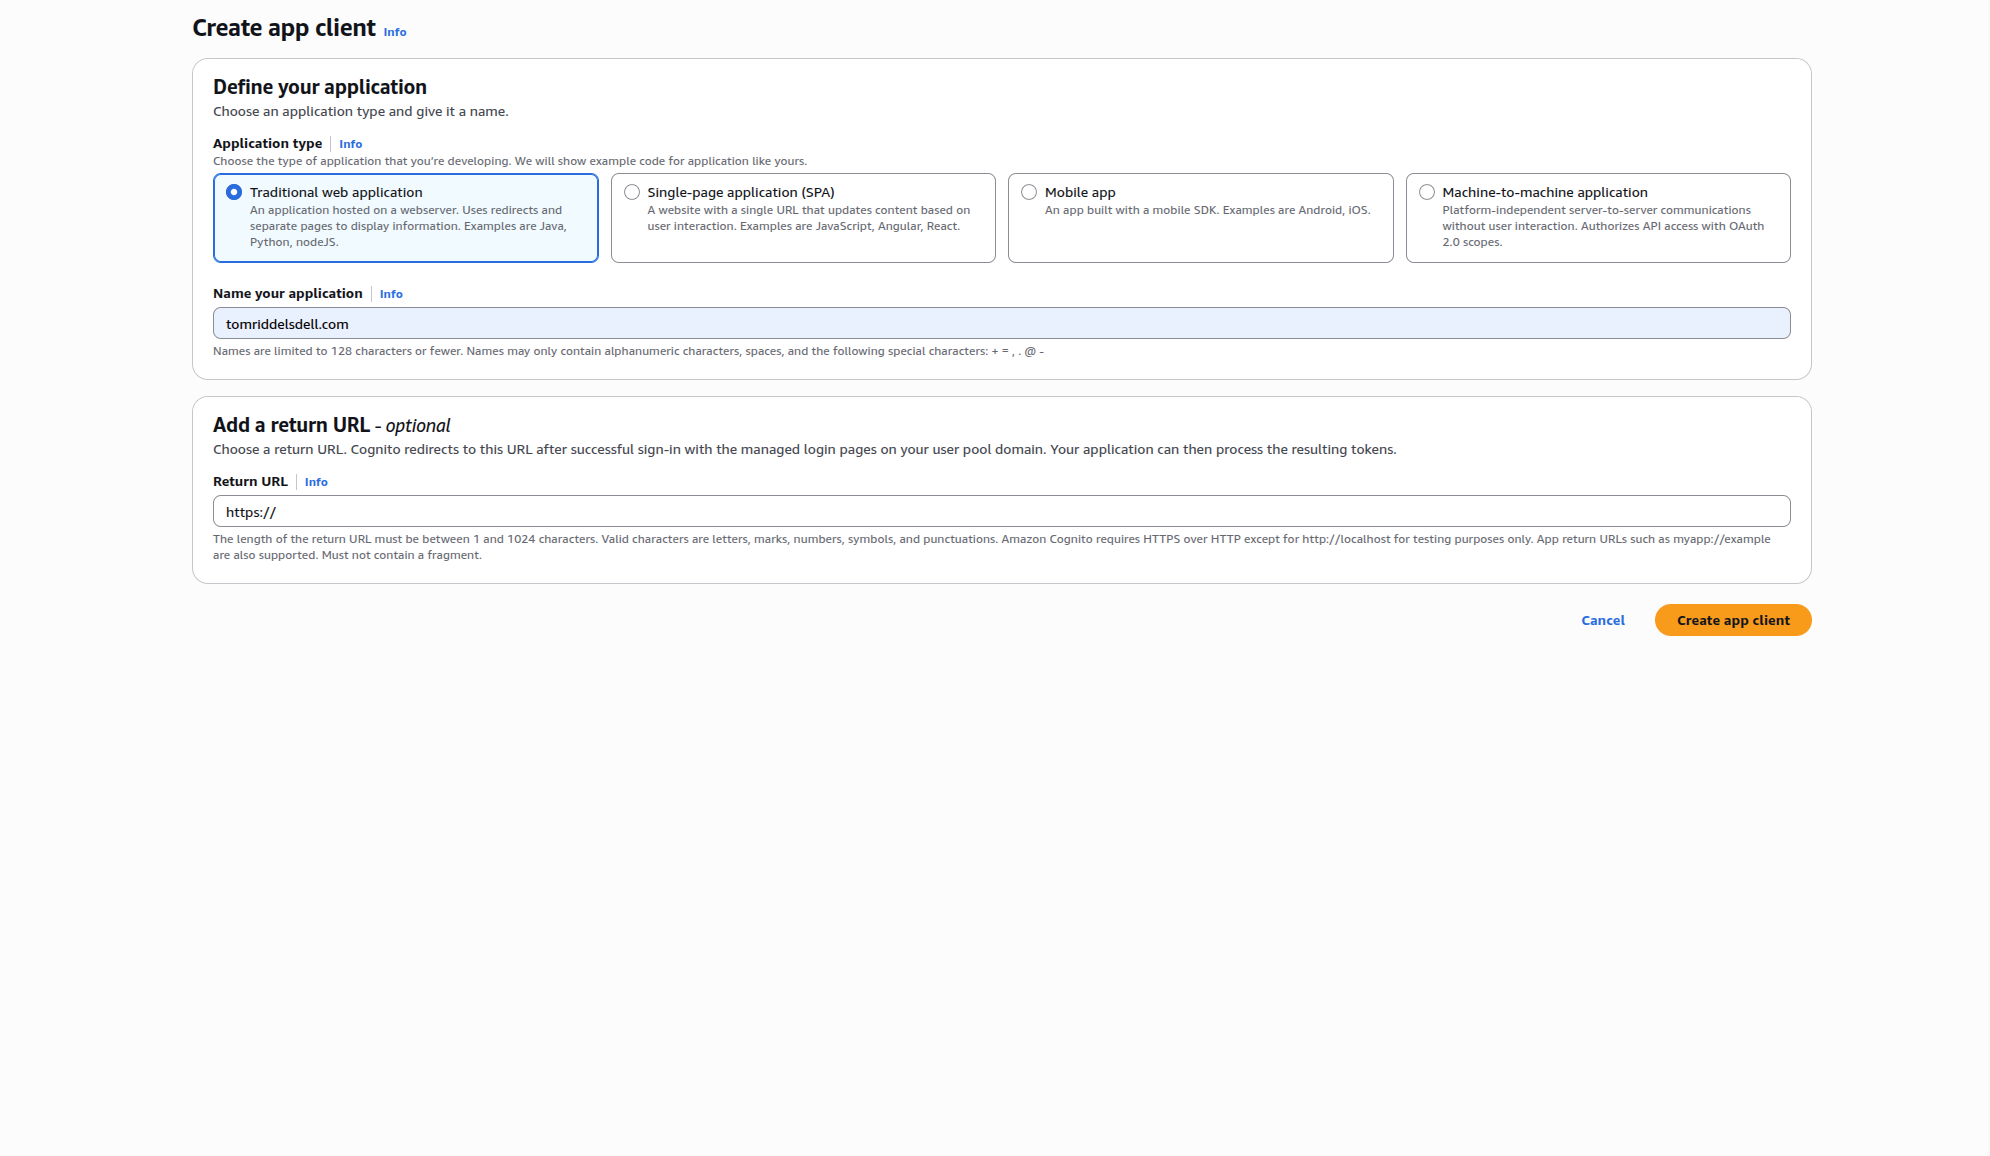 Create app client Info
Define your application
Choose an application type and give it a name.
Application type Info
Choose the type of application that you're developing. We will show example code for application like yours.
Traditional web application
An application hosted on a webserver. Uses redirects and
separate pages to display information. Examples are Java,
Python, nodeJS.
Single-page application (SPA)
A website with a single URL that updates content based on
user interaction. Examples are JavaScript, Angular, React.
Mobile app
An app built with a mobile SDK. Examples are Android, iOS.
Machine-to-machine application
Platform-independent server-to-server communications
without user interaction. Authorizes API access with OAuth
2.0 scopes.
Name your application Info
tomriddelsdell.com
Names are limited to 128 characters or fewer. Names may only contain alphanumeric characters, spaces, and the following special characters: + = , . @ -
Add a return URL - optional
Choose a return URL. Cognito redirects to this URL after successful sign-in with the managed login pages on your user pool domain. Your application can then process the resulting tokens.
Return URL Info
https://
The length of the return URL must be between 1 and 1024 characters. Valid characters are letters, marks, numbers, symbols, and punctuations. Amazon Cognito requires HTTPS over HTTP except for http://localhost for testing purposes only. App return URLs such as myapp://example
are also supported. Must not contain a fragment.
Cancel
Create app client